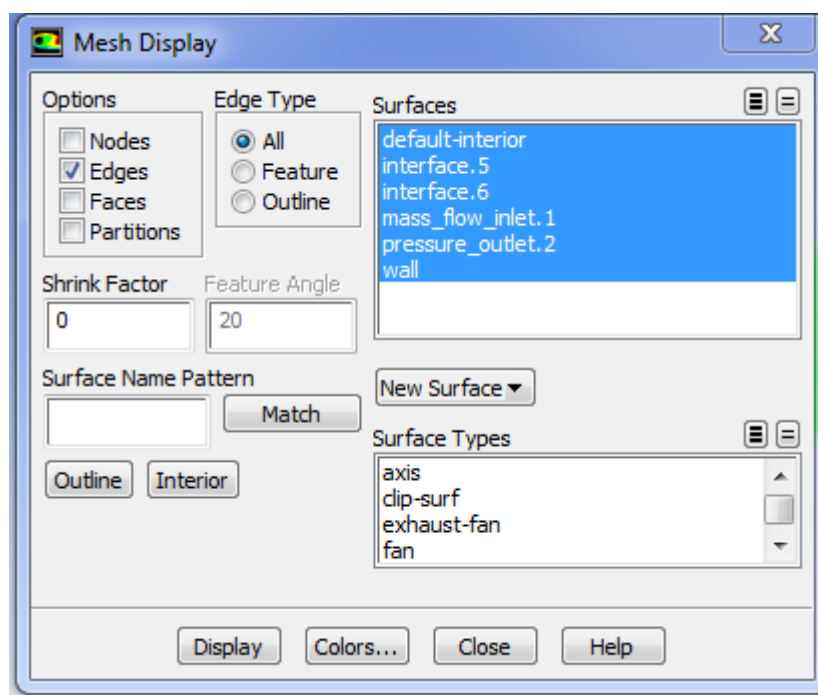 Mesh Display
Options
Nodes
Edges
Faces
Partitions
Edge Type
All
Feature
Outline
Surfaces
default-interior
interface.5
interface.6
mass_flow_inlet.1
pressure_outlet.2
wall
Shrink Factor
0
Feature Angle
20
Surface Name Pattern
Match
Outline
Interior
New Surface
Surface Types
axis
clip-surf
exhaust-fan
fan
Display
Colors...
Close
Help